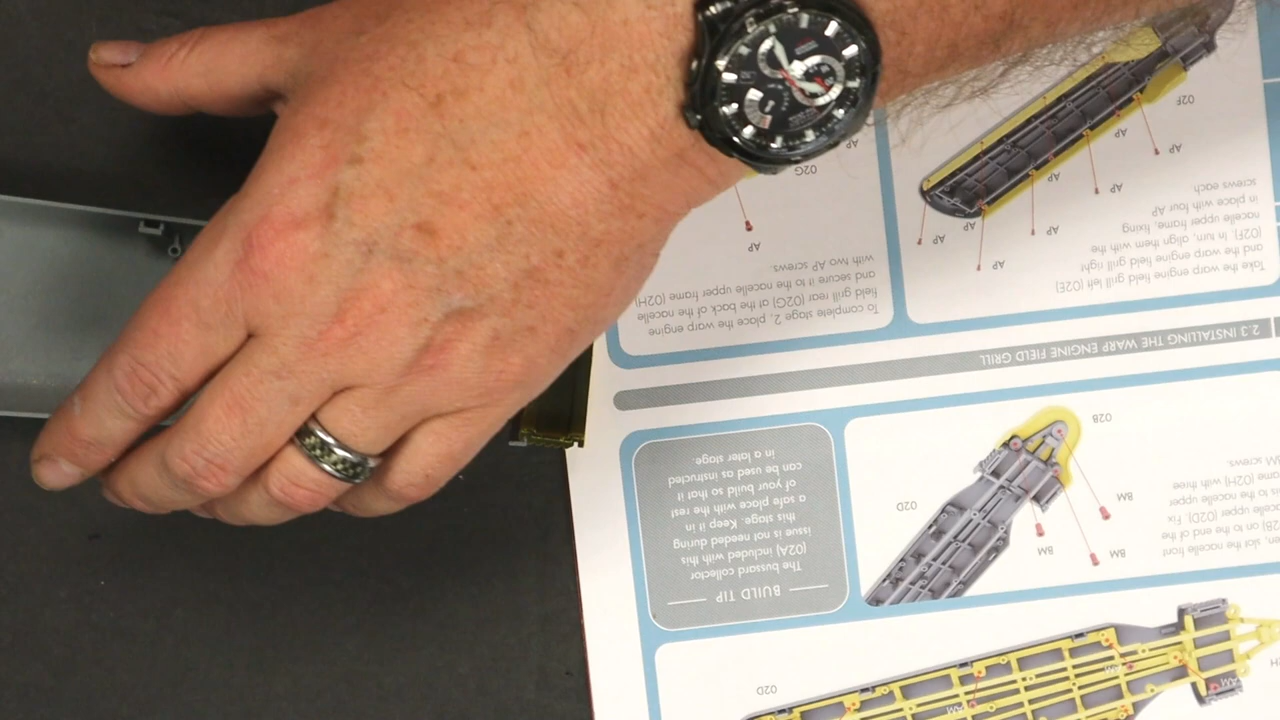 02D
AM
AM
AM
BUILD TIP
The bussard collector
(02A) included with this
issue is not needed during
this stage. Keep it in
a safe place with the rest
of your build so that it
can be used as instructed
in a later stage.
slot the nacelle front
(02B) on to the end of the
upper (02D). Fix
to the nacelle upper
(02H) with three
BM screws.
02D
BM
BM
BM
02B
2.3 INSTALLING THE WARP ENGINE FIELD GRILL
Take the warp engine field grill left (02E)
and the warp engine field grill right
(02F). In turn, align them with the
nacelle upper frame, fixing
in place with four AP
screws each.
AP
AP
AP
AP
AP
AP
AP
AP
02F
To complete stage 2, place the warp engine
field grill rear (02G) at the back of the nacelle
and secure it to the nacelle upper frame (02H)
with two AP screws.
AP
02G
AP